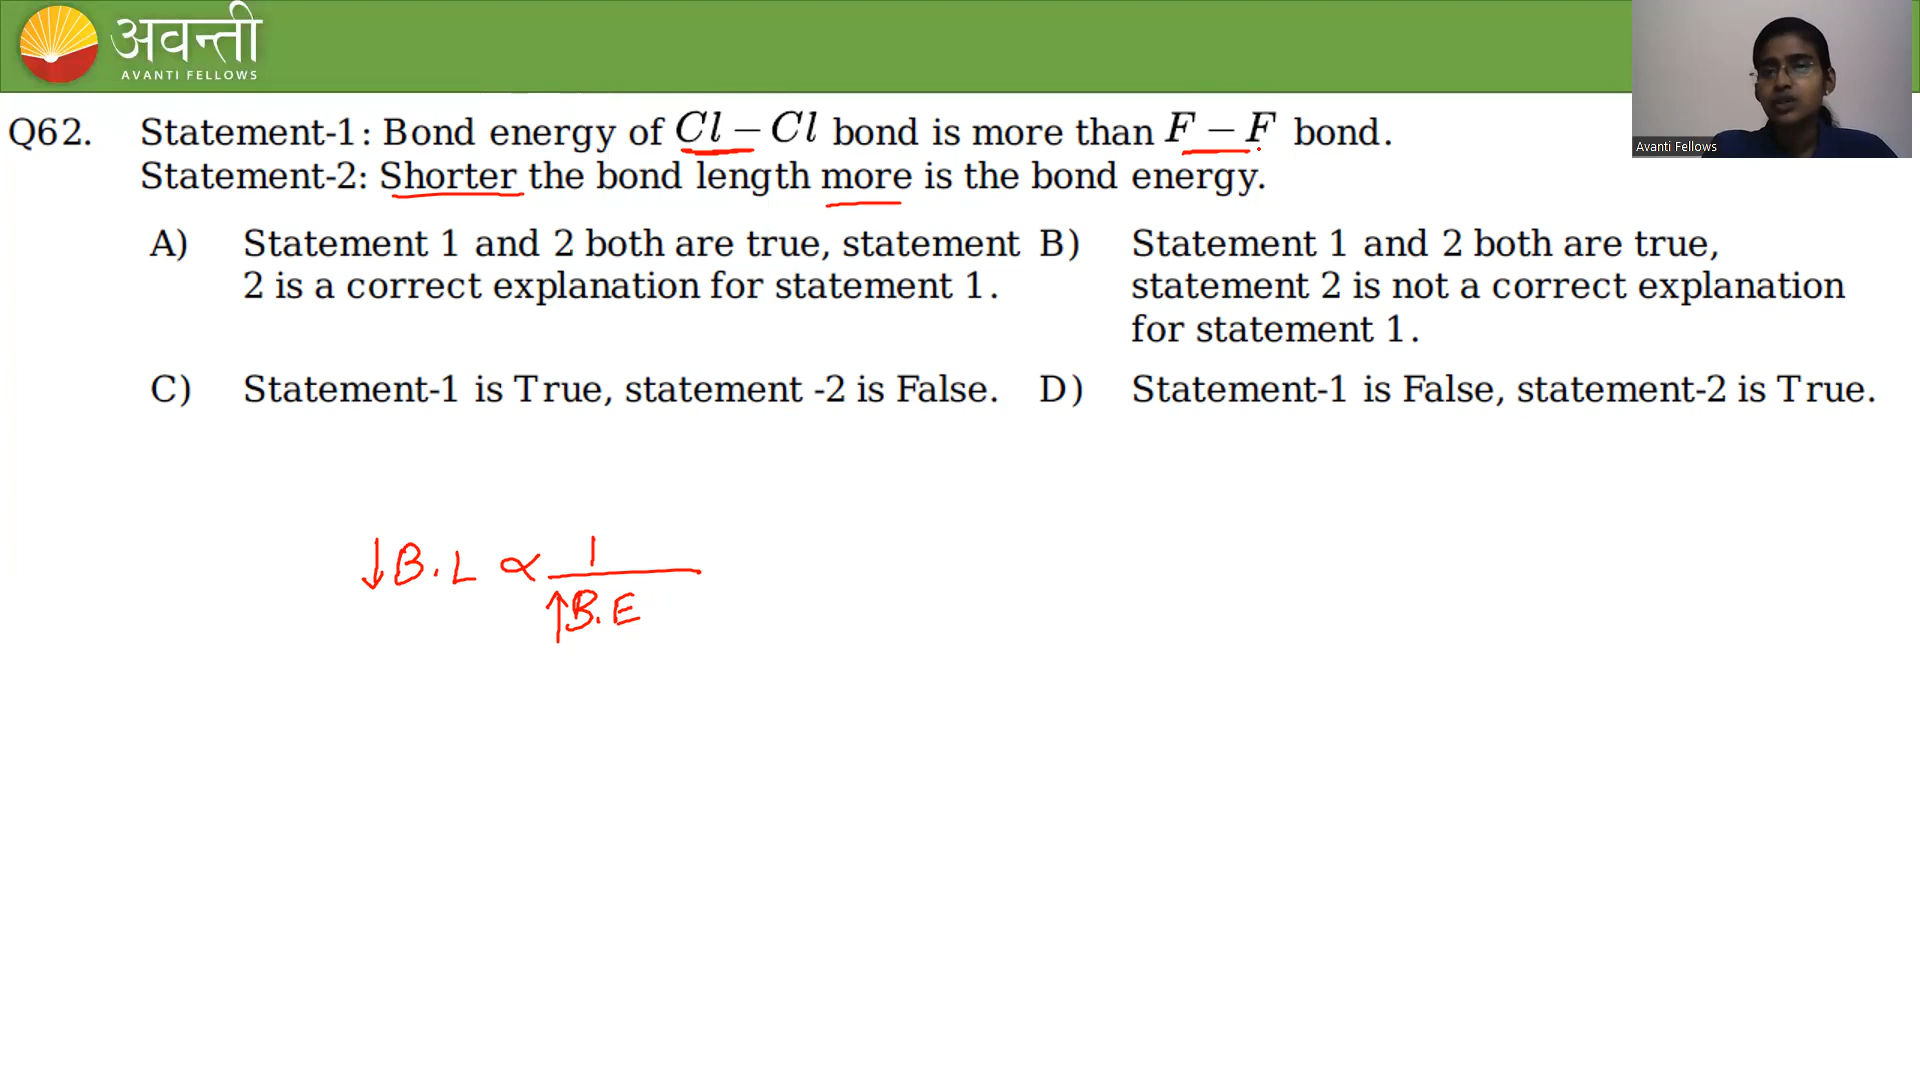 अवन्ती
AVANTI FELLOWS
Avanti Fellows
Q62. Statement-1: Bond energy of Cl – Cl bond is more than F – F bond.
Statement-2: Shorter the bond length more is the bond energy.
A) Statement 1 and 2 both are true, statement
2 is a correct explanation for statement 1.
B) Statement 1 and 2 both are true,
statement 2 is not a correct explanation
for statement 1.
C) Statement-1 is True, statement -2 is False.
D) Statement-1 is False, statement-2 is True.
↓B.L ∝ 1
↑B.E